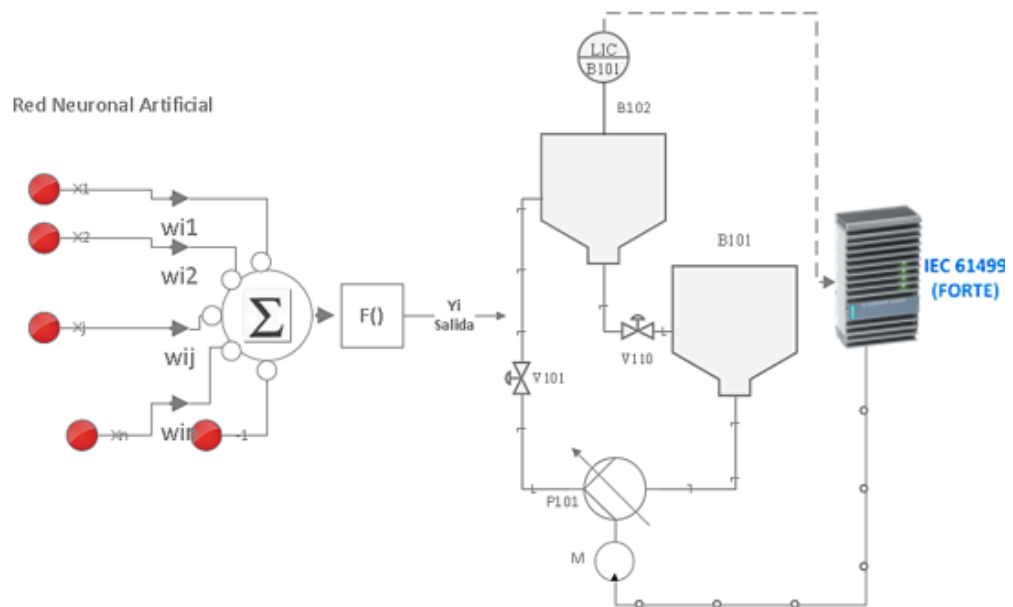 LIC
B101
B102
Red Neuronal Artificial
X1
wi1
X2
wi2
B101
IEC 61499
(FORTE)
Σ
F()
Yi
Salida
Xj
wij
V110
V101
Xn
-1
P101
M